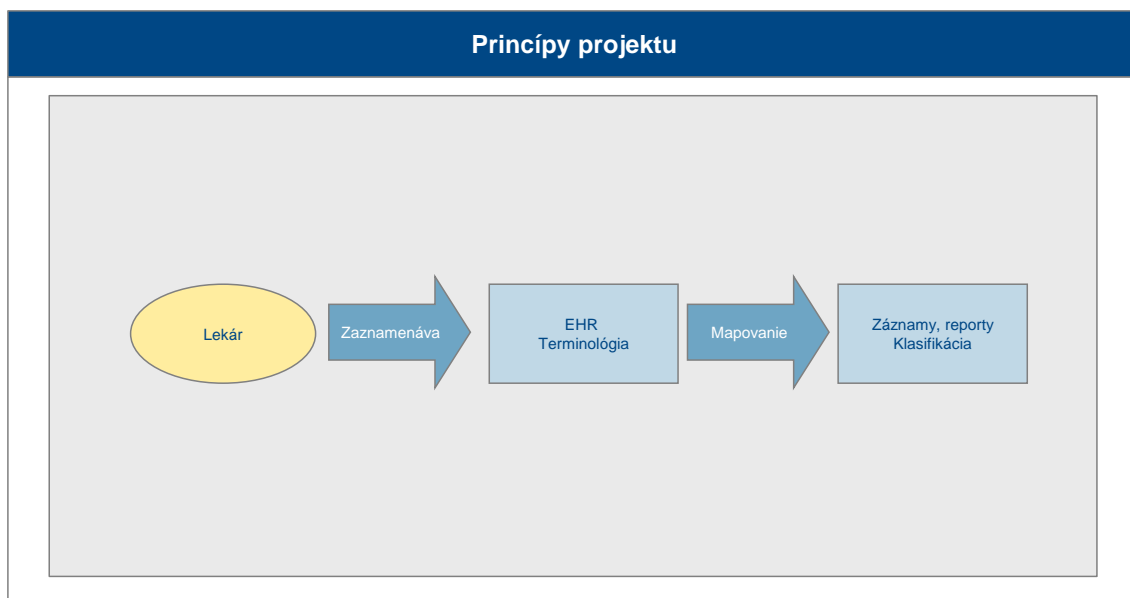 Princípy projektu
Lekár
Zaznamenáva
EHR
Terminológia
Mapovanie
Záznamy, reporty
Klasifikácia